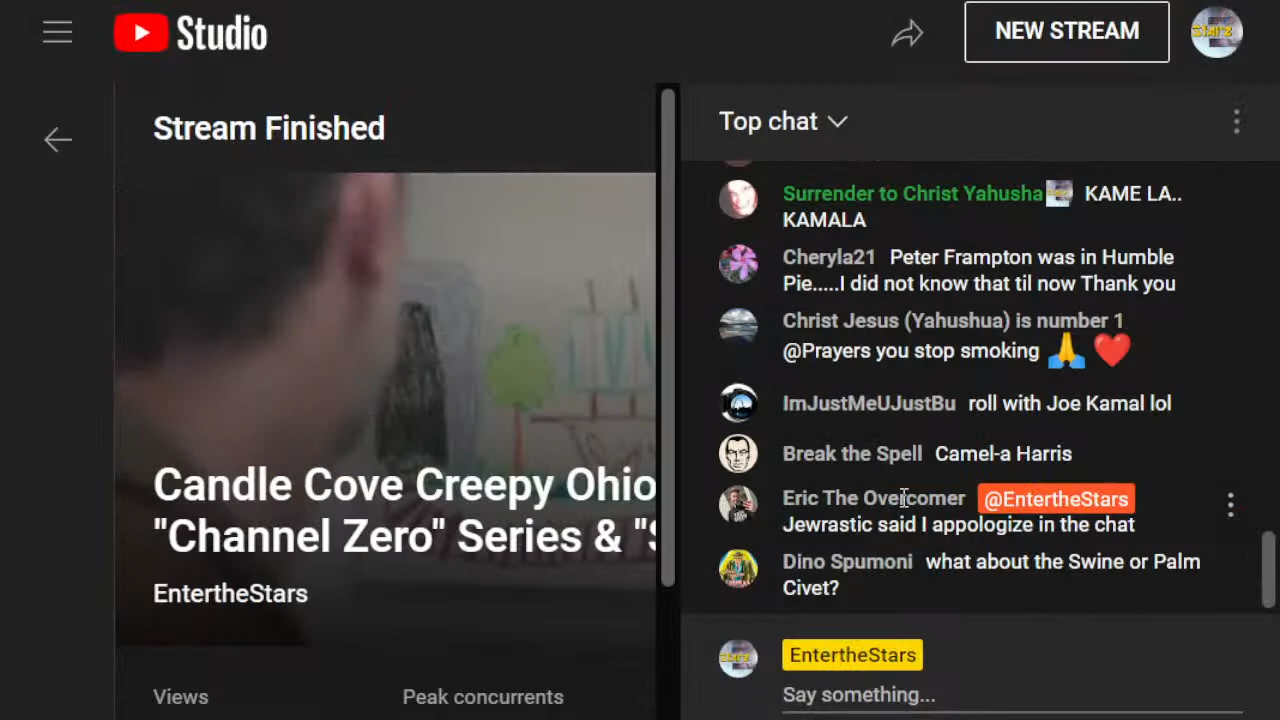 Studio
NEW STREAM
Stream Finished
Candle Cove Creepy Ohio
"Channel Zero" Series & "S
EntertheStars
Views
Peak concurrents
Top chat
Surrender to Christ Yahusha KAME LA..
KAMALA
Cheryla21 Peter Frampton was in Humble
Pie.....I did not know that til now Thank you
Christ Jesus (Yahushua) is number 1
@Prayers you stop smoking 🙏 ❤️
ImJustMeUJustBu roll with Joe Kamal lol
Break the Spell Camel-a Harris
Eric The Overcomer @EntertheStars
Jewrastic said I appologize in the chat
Dino Spumoni what about the Swine or Palm
Civet?
EntertheStars
Say something...